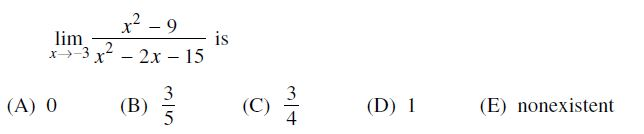 lim x→-3 (x² – 9)/(x² – 2x – 15) is
(A) 0 (B) 3/5 (C) 3/4 (D) 1 (E) nonexistent